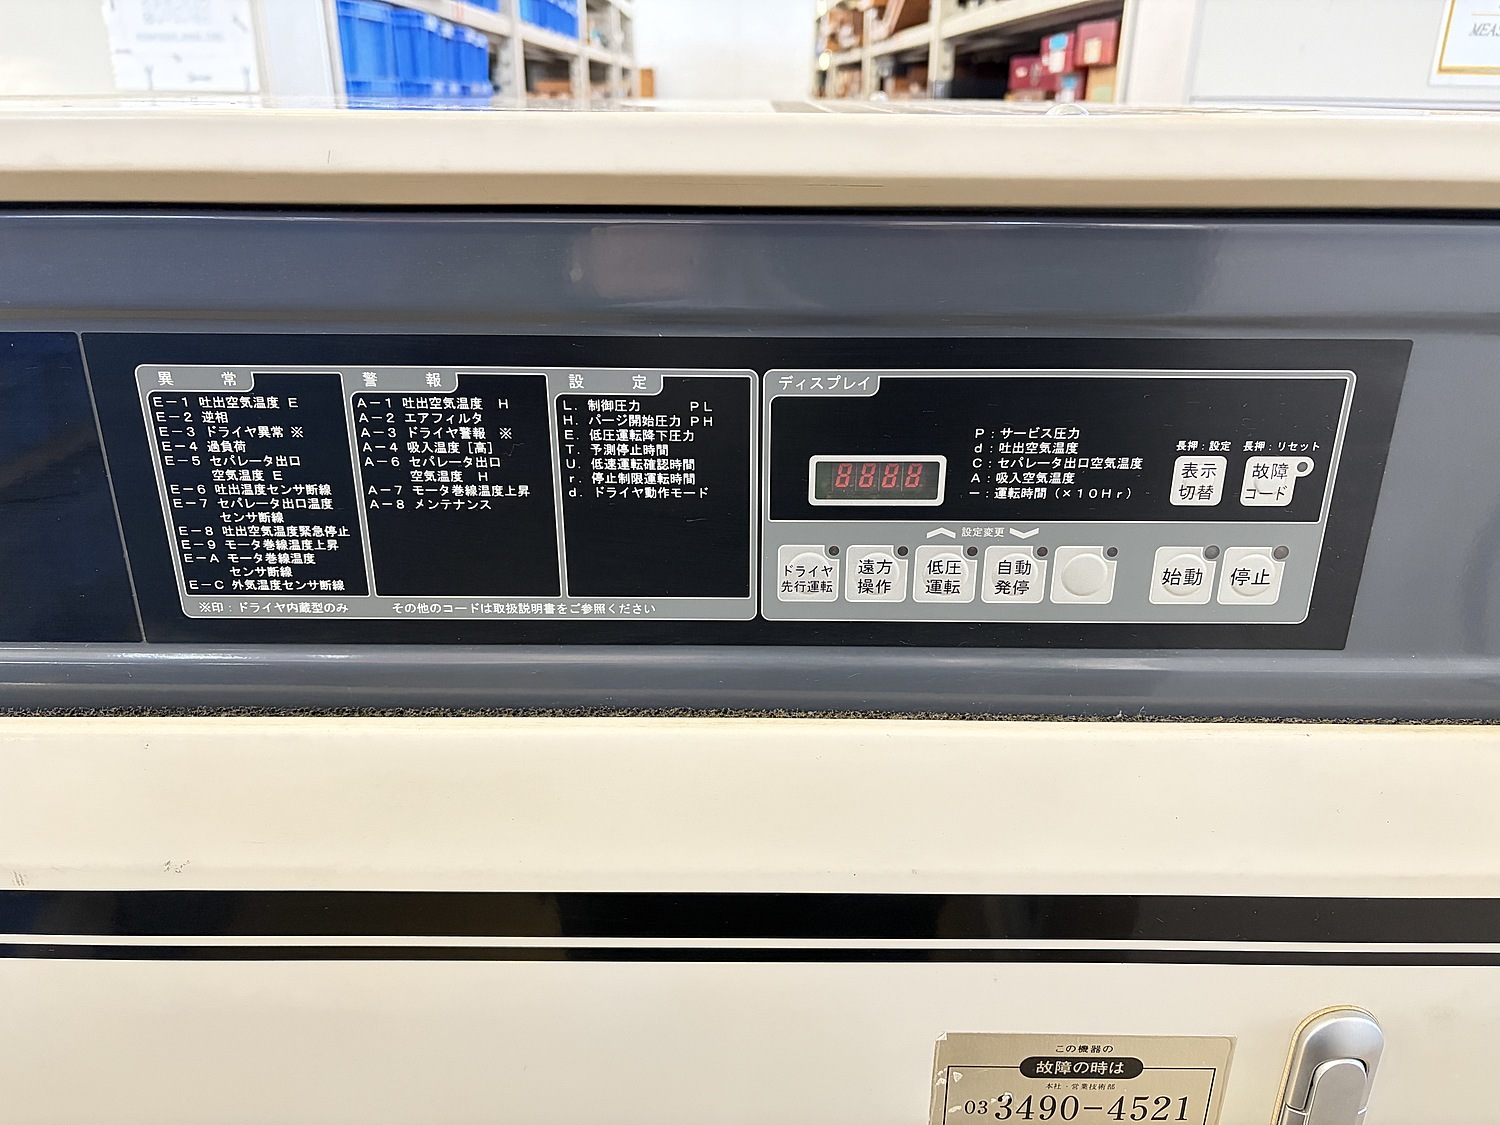 MEAS
異常
E-1 吐出空気温度 E
E-2 逆相
E-3 ドライヤ異常 ※
E-4 過負荷
E-5 セパレータ出口
空気温度 E
E-6 吐出温度センサ断線
E-7 セパレータ出口温度
センサ断線
E-8 吐出空気温度緊急停止
E-9 モータ巻線温度上昇
E-A モータ巻線温度
センサ断線
E-C 外気温度センサ断線
警報
A-1 吐出空気温度 H
A-2 エアフィルタ
A-3 ドライヤ警報 ※
A-4 吸入温度 [高]
A-6 セパレータ出口
空気温度 H
A-7 モータ巻線温度上昇
A-8 メンテナンス
設定
L. 制御圧力 PL
H. パージ開始圧力 PH
E. 低圧運転降下圧力
T. 予測停止時間
U. 低速運転確認時間
r. 停止制限運転時間
d. ドライヤ動作モード
※印：ドライヤ内蔵型のみ その他のコードは取扱説明書をご参照ください
ディスプレイ
8888
P：サービス圧力
d：吐出空気温度
C：セパレータ出口空気温度
A：吸入空気温度
ー：運転時間（×10Hr）
長押：設定 長押：リセット
表示
切替
故障
コード
設定変更
ドライヤ
先行運転
遠方
操作
低圧
運転
自動
発停
始動
停止
この機器の
故障の時は
本社・営業技術部
03 3490-4521